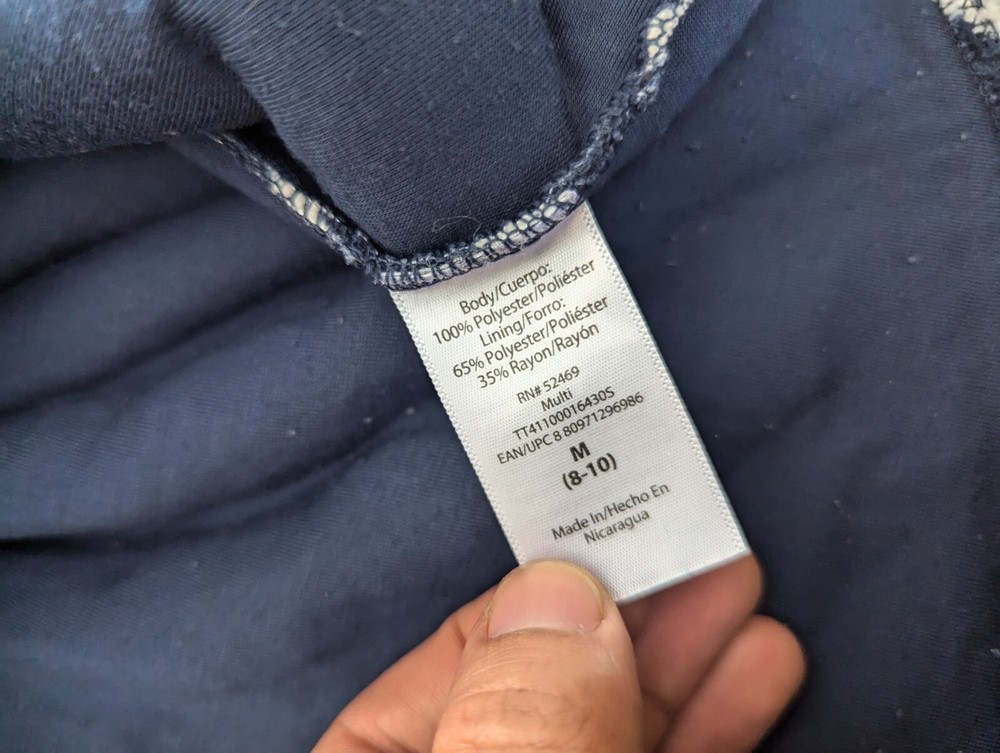 Body/Cuerpo:
100% Polyester/Poliéster
Lining/Forro:
65% Polyester/Poliéster
35% Rayon/Rayón
RN# 52469
Multi
TT41100016430S
EAN/UPC 8 80971296986
M
(8-10)
Made In/Hecho En
Nicaragua